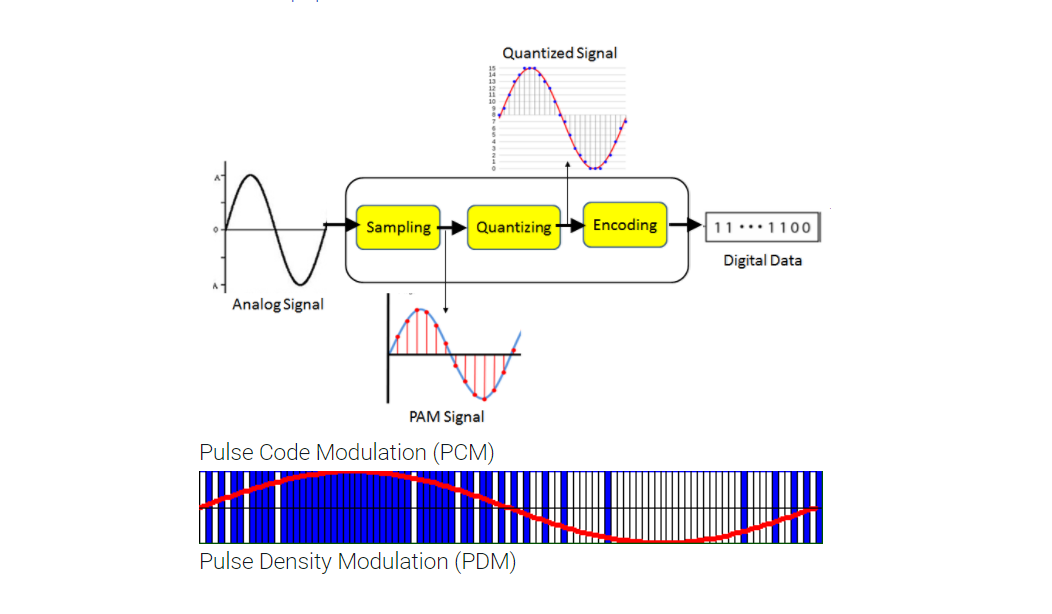 Quantized Signal
15
14
13
12
11
10
9
8
7
6
5
4
3
2
1
0
A
0
A
Analog Signal
Sampling
Quantizing
Encoding
11 ••• 1100
Digital Data
PAM Signal
Pulse Code Modulation (PCM)
Pulse Density Modulation (PDM)